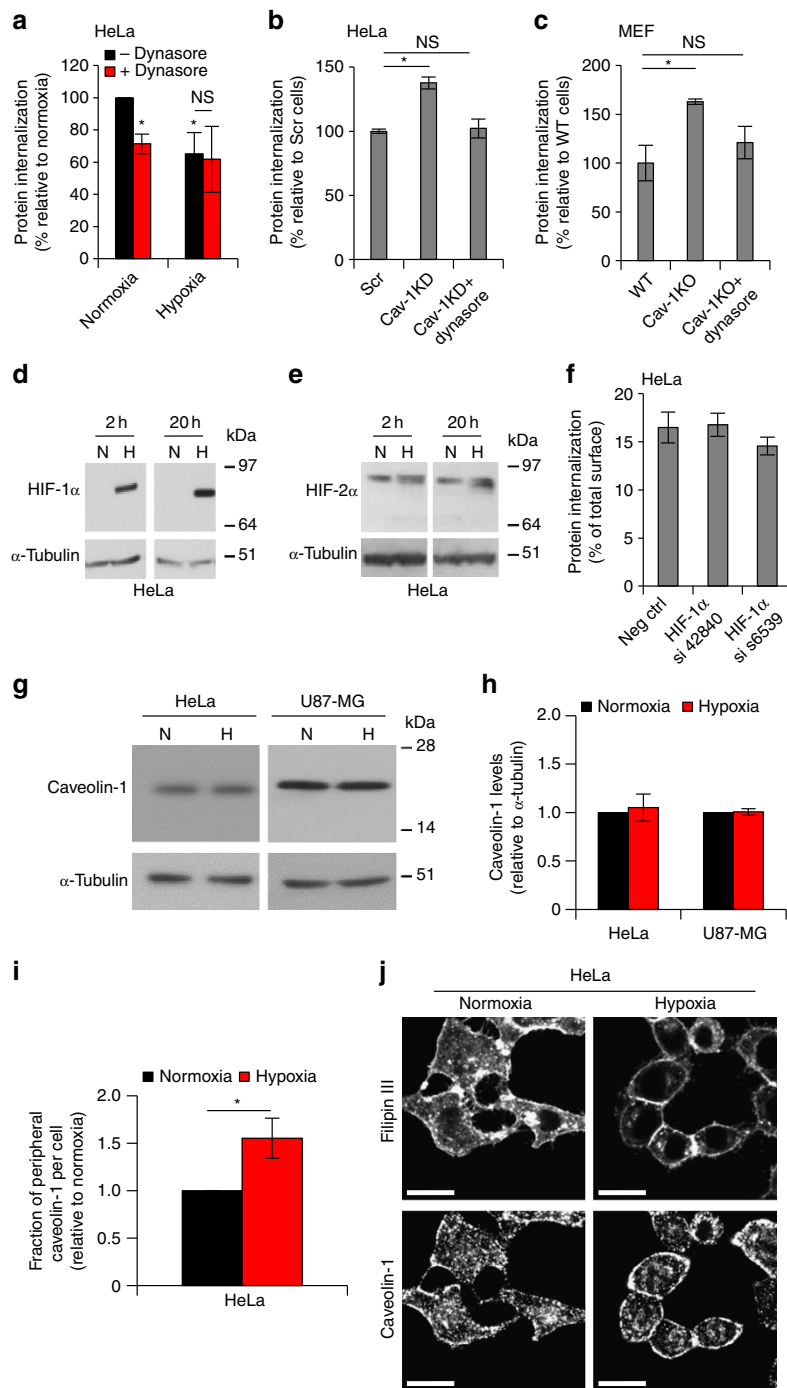 a
HeLa
– Dynasore
+ Dynasore
Protein internalization
(% relative to normoxia)
120
100
80
60
40
20
0
*
*
NS
Normoxia
Hypoxia
b
HeLa
NS
*
Protein internalization
(% relative to Scr cells)
150
100
50
0
Scr
Cav-1KD
Cav-1KD+
dynasore
c
MEF
NS
*
Protein internalization
(% relative to WT cells)
200
150
100
50
0
WT
Cav-1KO
Cav-1KO+
dynasore
d
2 h
20 h
kDa
N H N H
97
HIF-1α
64
α-Tubulin
51
HeLa
e
2 h
20 h
kDa
N H N H
97
HIF-2α
64
α-Tubulin
51
HeLa
f
HeLa
Protein internalization
(% of total surface)
20
15
10
5
0
Neg ctrl
HIF-1α
si 42840
HIF-1α
si s6539
g
HeLa
U87-MG
kDa
N H N H
28
Caveolin-1
14
α-Tubulin
51
h
Normoxia Hypoxia
Caveolin-1 levels
(relative to α-tubulin)
2.0
1.5
1.0
0.5
0
HeLa
U87-MG
i
Normoxia Hypoxia
Fraction of peripheral
caveolin-1 per cell
(relative to normoxia)
2.0
1.5
1.0
0.5
0
*
HeLa
j
HeLa
Normoxia
Hypoxia
Filipin III
Caveolin-1